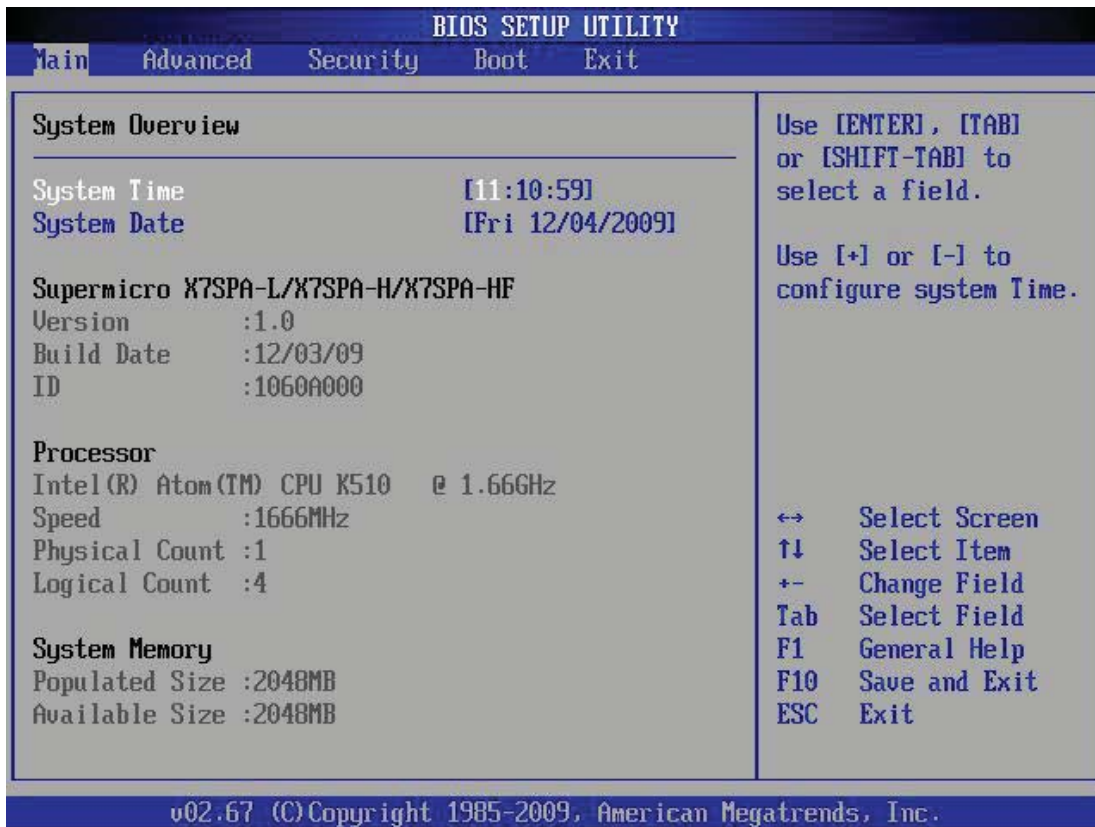 BIOS SETUP UTILITY
Main Advanced Security Boot Exit
System Overview
System Time [11:10:59]
System Date [Fri 12/04/2009]
Supermicro X7SPA-L/X7SPA-H/X7SPA-HF
Version :1.0
Build Date :12/03/09
ID :1060A000
Processor
Intel(R) Atom(TM) CPU K510 @ 1.66GHz
Speed :1666MHz
Physical Count :1
Logical Count :4
System Memory
Populated Size :2048MB
Available Size :2048MB
Use [ENTER], [TAB]
or [SHIFT-TAB] to
select a field.
Use [+] or [-] to
configure system Time.
←→ Select Screen
↑↓ Select Item
+- Change Field
Tab Select Field
F1 General Help
F10 Save and Exit
ESC Exit
v02.67 (C)Copyright 1985-2009, American Megatrends, Inc.